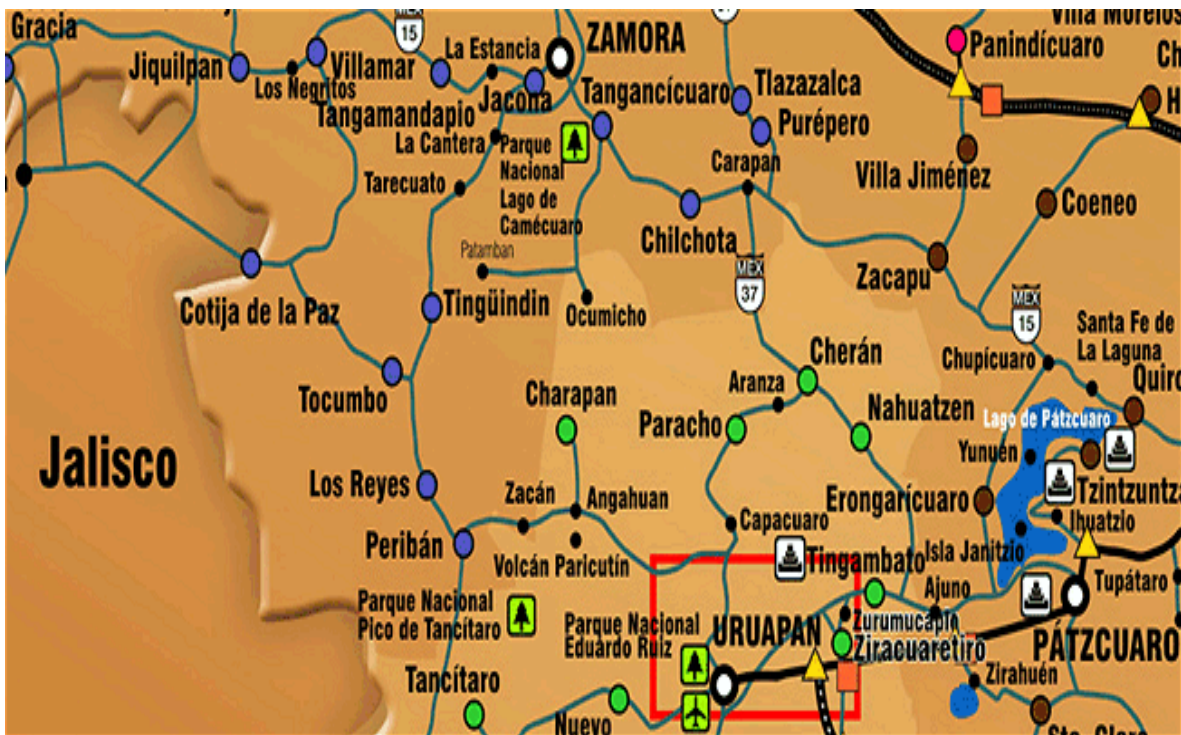 Gracia
MEX
15
La Estancia
ZAMORA
Villa Morelos
Panindícuaro
Jiquilpan
Los Negritos
Villamar
Jacona
Tangamandapio
Tangancícuaro
Tlazazalca
Purépero
La Cantera
Parque
Nacional
Lago de
Camécuaro
Carapan
Villa Jiménez
Tarecuato
Coeneo
Chilchota
Patamban
Zacapu
MEX
37
MEX
15
Cotija de la Paz
Tingüindin
Ocumicho
Santa Fe de
La Laguna
Chupícuaro
Cherán
Aranza
Tocumbo
Charapan
Paracho
Nahuatzen
Lago de Pátzcuaro
Yunuén
Jalisco
Los Reyes
Zacán
Angahuan
Erongarícuaro
Capacuaro
Ihuatzio
Peribán
Volcán Paricutín
Tingambato
Isla Janitzio
Ajuno
Tupátaro
Parque Nacional
Pico de Tancítaro
Parque Nacional
Eduardo Ruiz
URUAPAN
Zurumucapio
Ziracuaretiro
PÁTZCUARO
Zirahuén
Tancítaro
Nuevo